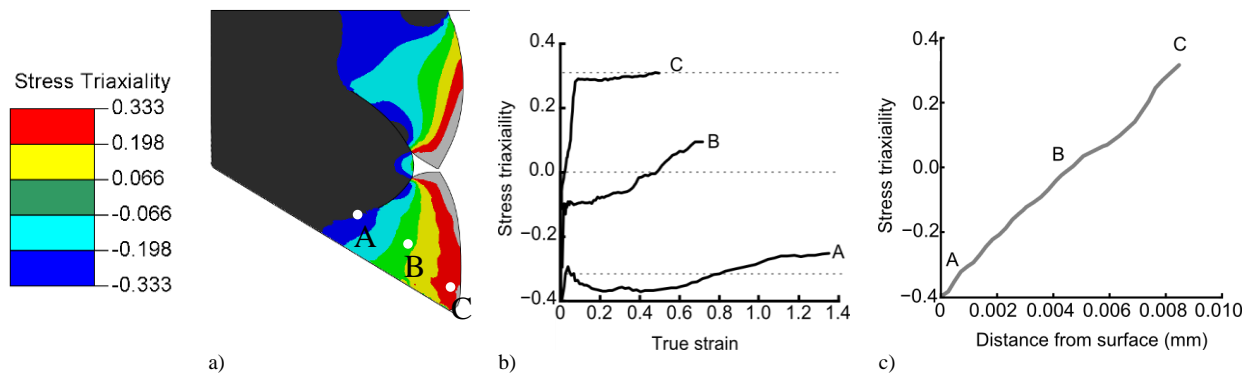 Stress Triaxiality
0.333
0.198
0.066
-0.066
-0.198
-0.333
A
B
C
a)
Stress triaxiaility
0.4
0.2
0.0
−0.2
−0.4
C
B
A
0
0.2
0.4
0.6
0.8
1.0
1.2
1.4
True strain
b)
Stress triaxiality
0.4
0.2
0.0
−0.2
−0.4
A
B
C
0
0.002
0.004
0.006
0.008
0.010
Distance from surface (mm)
c)